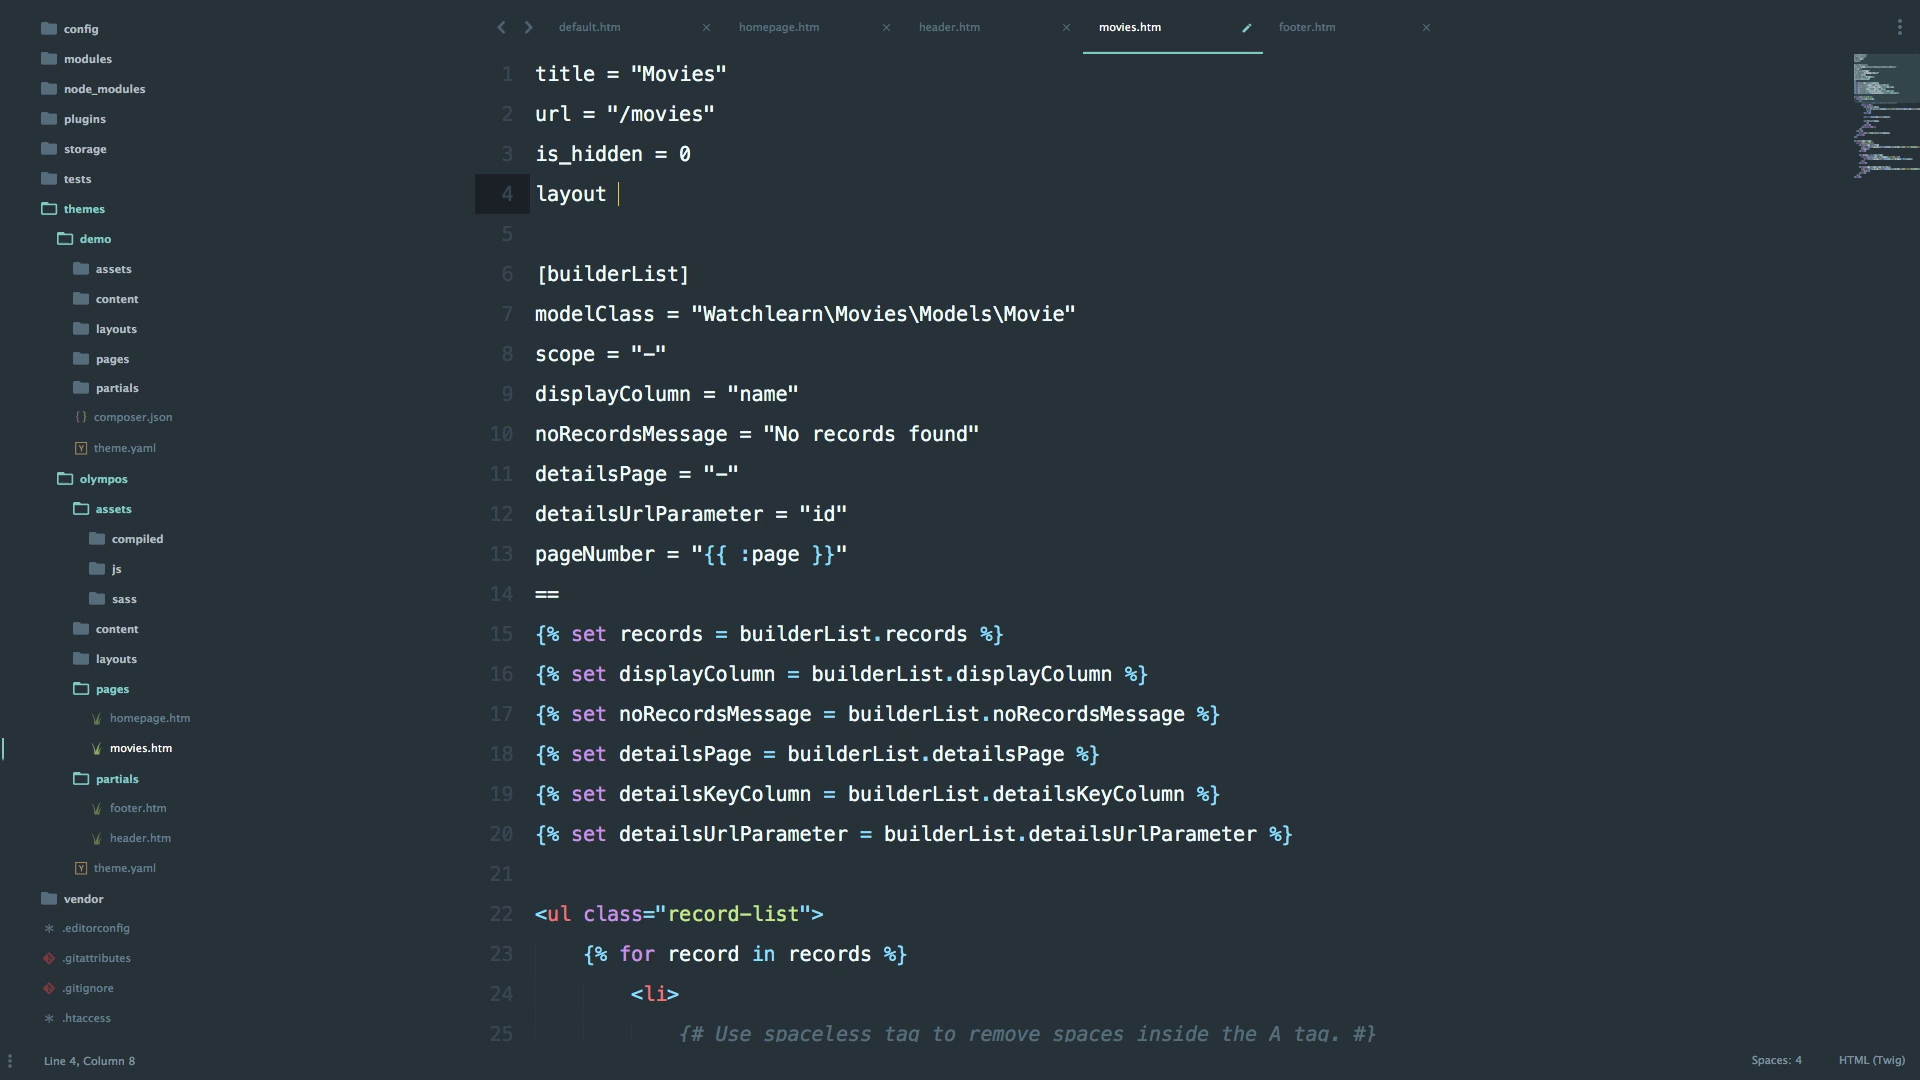 config
modules
node_modules
plugins
storage
tests
themes
demo
assets
content
layouts
pages
partials
{} composer.json
Y theme.yaml
olympos
assets
compiled
js
sass
content
layouts
pages
homepage.htm
movies.htm
partials
footer.htm
header.htm
Y theme.yaml
vendor
.editorconfig
.gitattributes
.gitignore
.htaccess
default.htm × homepage.htm × header.htm × movies.htm footer.htm ×
1 title = "Movies"
2 url = "/movies"
3 is_hidden = 0
4 layout
5
6 [builderList]
7 modelClass = "Watchlearn\Movies\Models\Movie"
8 scope = "-"
9 displayColumn = "name"
10 noRecordsMessage = "No records found"
11 detailsPage = "-"
12 detailsUrlParameter = "id"
13 pageNumber = "{{ :page }}"
14 ==
15 {% set records = builderList.records %}
16 {% set displayColumn = builderList.displayColumn %}
17 {% set noRecordsMessage = builderList.noRecordsMessage %}
18 {% set detailsPage = builderList.detailsPage %}
19 {% set detailsKeyColumn = builderList.detailsKeyColumn %}
20 {% set detailsUrlParameter = builderList.detailsUrlParameter %}
21
22 <ul class="record-list">
23 {% for record in records %}
24 <li>
25 {# Use spaceless tag to remove spaces inside the A tag. #}
Line 4, Column 8
Spaces: 4
HTML (Twig)